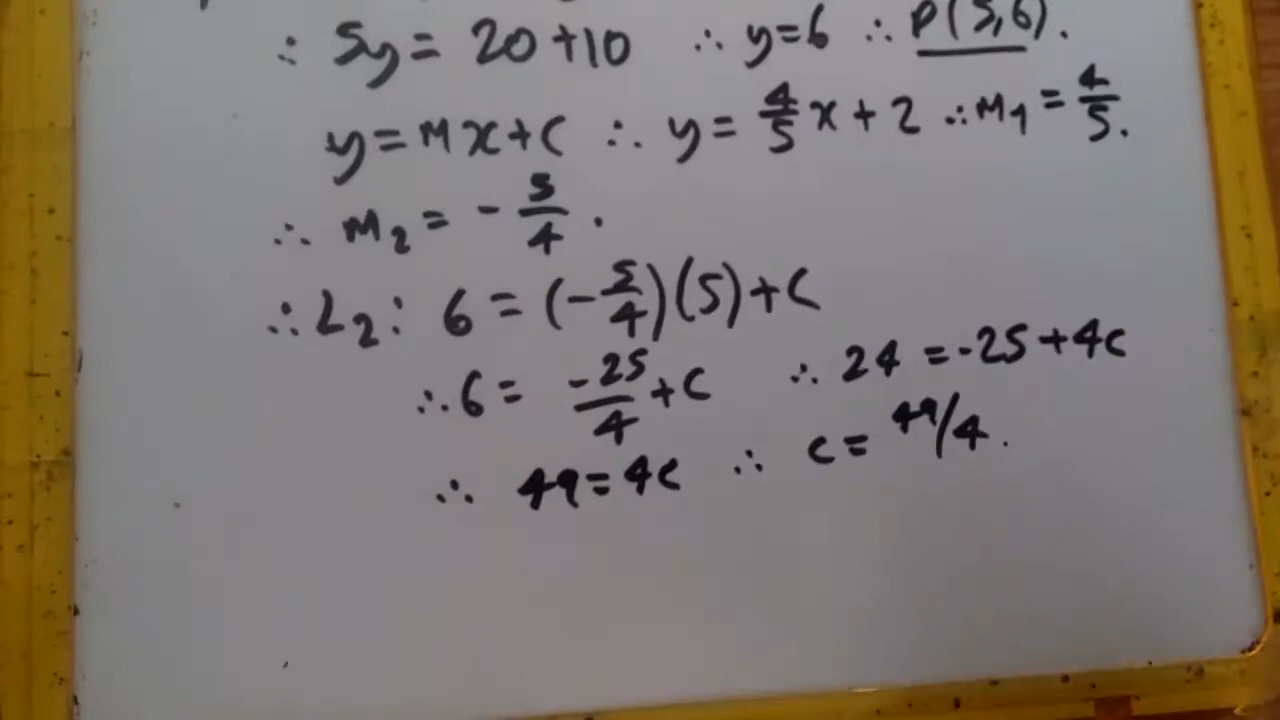 ∴ 5y = 20 + 10 ∴ y = 6 ∴ P(5,6).
y = mx + c ∴ y = 4/5 x + 2 ∴ m₁ = 4/5.
∴ m₂ = - 5/4.
∴ L₂: 6 = (-5/4)(5) + c
∴ 6 = -25/4 + c ∴ 24 = -25 + 4c
∴ 49 = 4c ∴ c = 49/4.